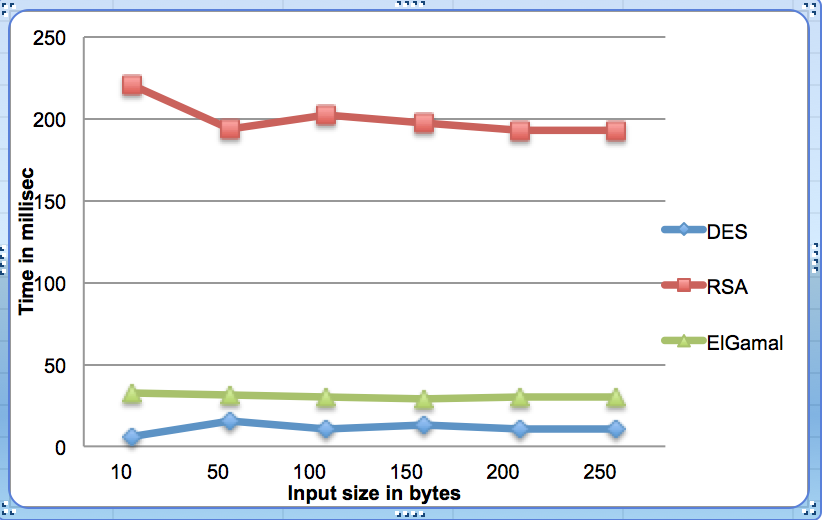 250
200
150
100
50
0
Time in millisec
10 50 100 150 200 250
Input size in bytes
DES
RSA
ElGamal